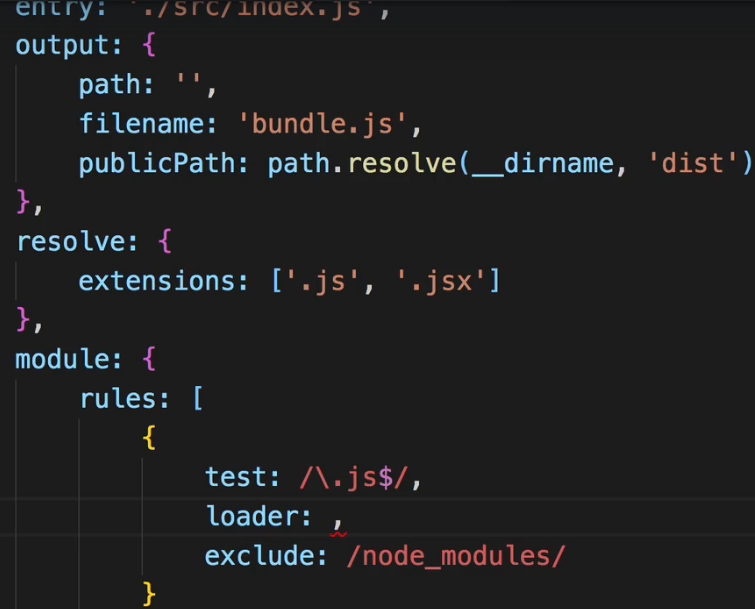 entry: './src/index.js',
output: {
path: '',
filename: 'bundle.js',
publicPath: path.resolve(__dirname, 'dist')
},
resolve: {
extensions: ['.js', '.jsx']
},
module: {
rules: [
{
test: /\.js$/,
loader: ,
exclude: /node_modules/
}